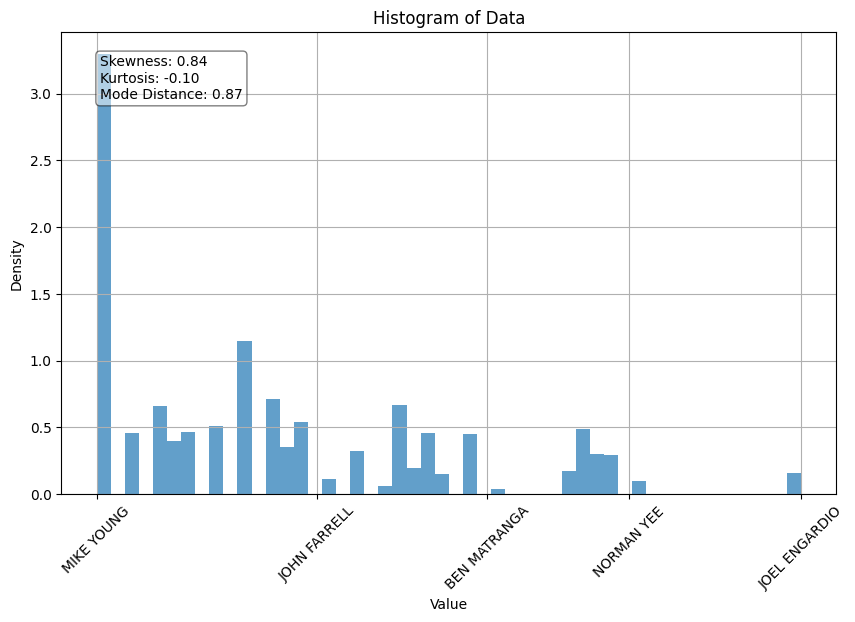 Histogram of Data
Skewness: 0.84
Kurtosis: -0.10
Mode Distance: 0.87
3.0
2.5
2.0
1.5
1.0
0.5
0.0
Density
MIKE YOUNG
JOHN FARRELL
BEN MATRANGA
NORMAN YEE
JOEL ENGARDIO
Value